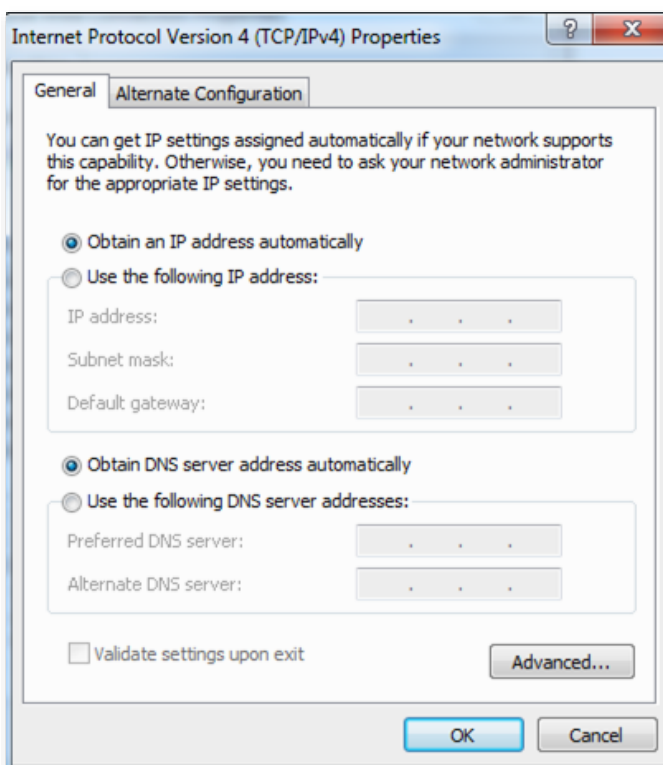 Internet Protocol Version 4 (TCP/IPv4) Properties
General
Alternate Configuration
You can get IP settings assigned automatically if your network supports
this capability. Otherwise, you need to ask your network administrator
for the appropriate IP settings.
Obtain an IP address automatically
Use the following IP address:
IP address:
Subnet mask:
Default gateway:
Obtain DNS server address automatically
Use the following DNS server addresses:
Preferred DNS server:
Alternate DNS server:
Validate settings upon exit
Advanced...
OK
Cancel